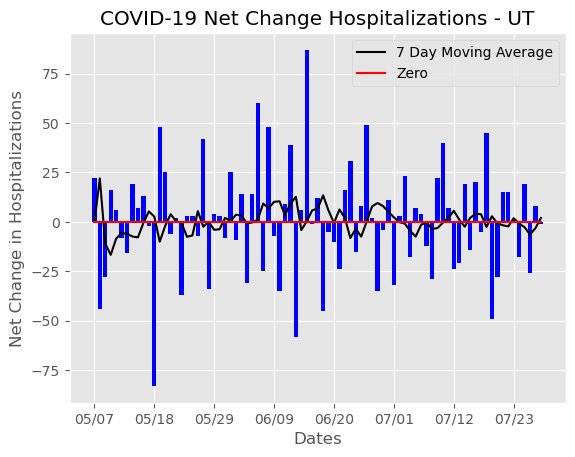 COVID-19 Net Change Hospitalizations - UT
7 Day Moving Average
Zero
Net Change in Hospitalizations
75
50
25
0
−25
−50
−75
05/07 05/18 05/29 06/09 06/20 07/01 07/12 07/23
Dates